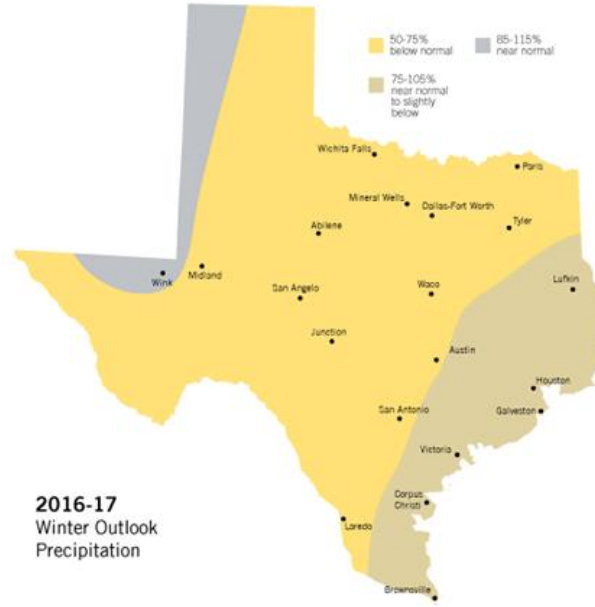 50-75%
below normal
85-115%
near normal
75-105%
near normal
to slightly
below
Wichita Falls
Paris
Mineral Wells
Dallas-Fort Worth
Tyler
Abilene
Wink
Midland
San Angelo
Waco
Lufkin
Junction
Austin
Hounton
Galveston
San Antonio
Victoria
Corpus
Christi
Laredo
Brownsville
2016-17
Winter Outlook
Precipitation